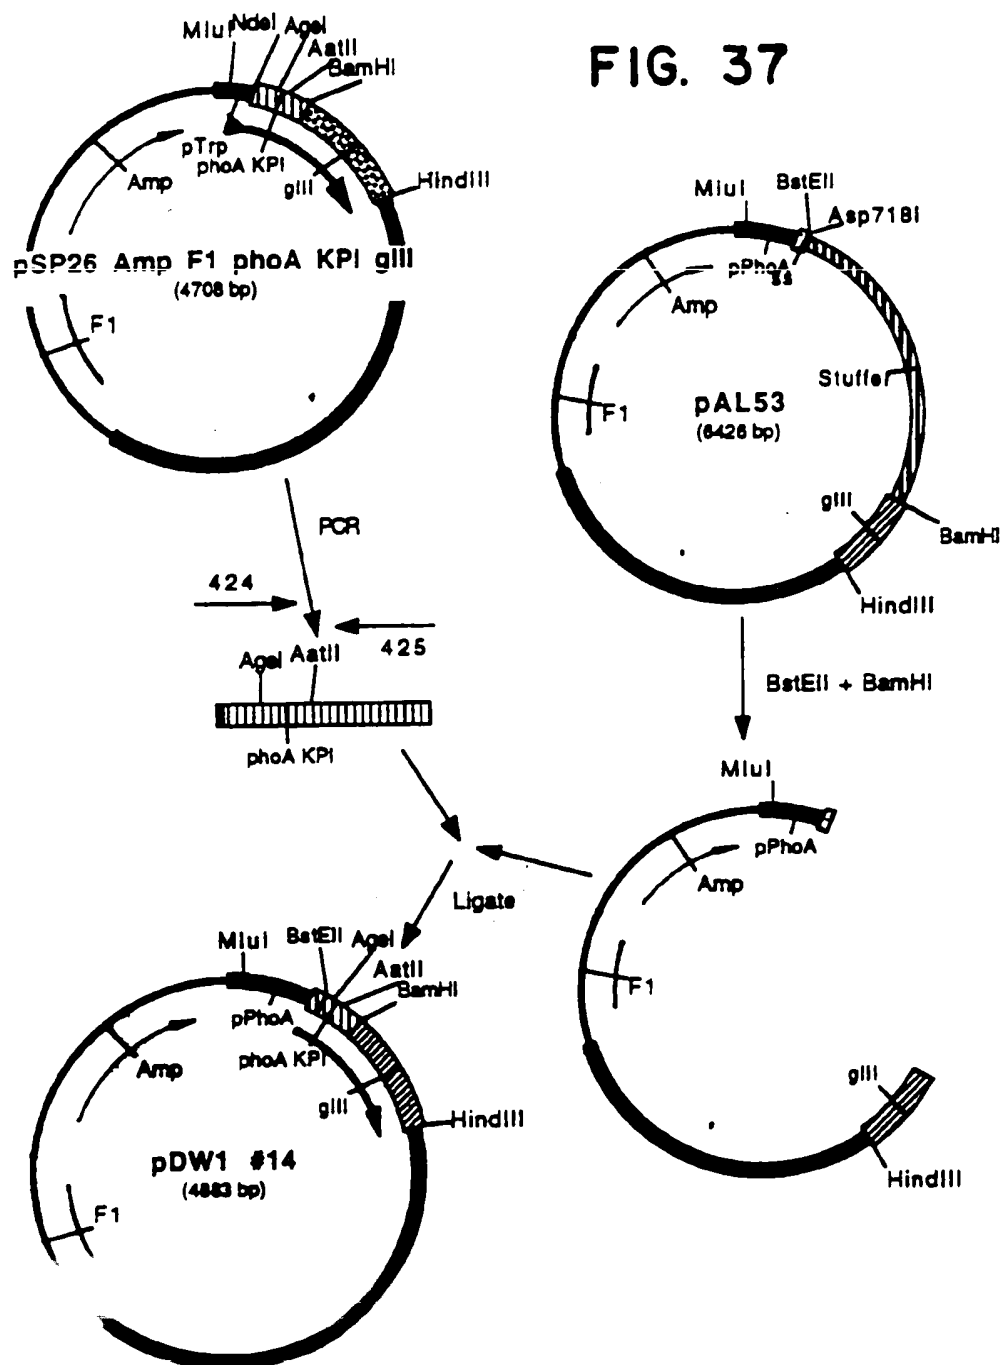 FIG. 37
MluI NdeI AgeI
AatII
BamHI
pTrp
phoA KPI
Amp
gIII
HindIII
pSP26 Amp F1 phoA KPI gIII
(4708 bp)
F1
MluI
BstEII
Asp718I
pPhoA
ss
Amp
Stuffer
F1
pAL53
(6426 bp)
gIII
BamHI
HindIII
PCR
424
425
AgeI AatII
phoA KPI
BstEII + BamHI
MluI
pPhoA
Amp
F1
gIII
HindIII
Ligate
MluI BstEII AgeI
AatII
BamHI
pPhoA
phoA KPI
Amp
gIII
HindIII
pDW1 #14
(4883 bp)
F1